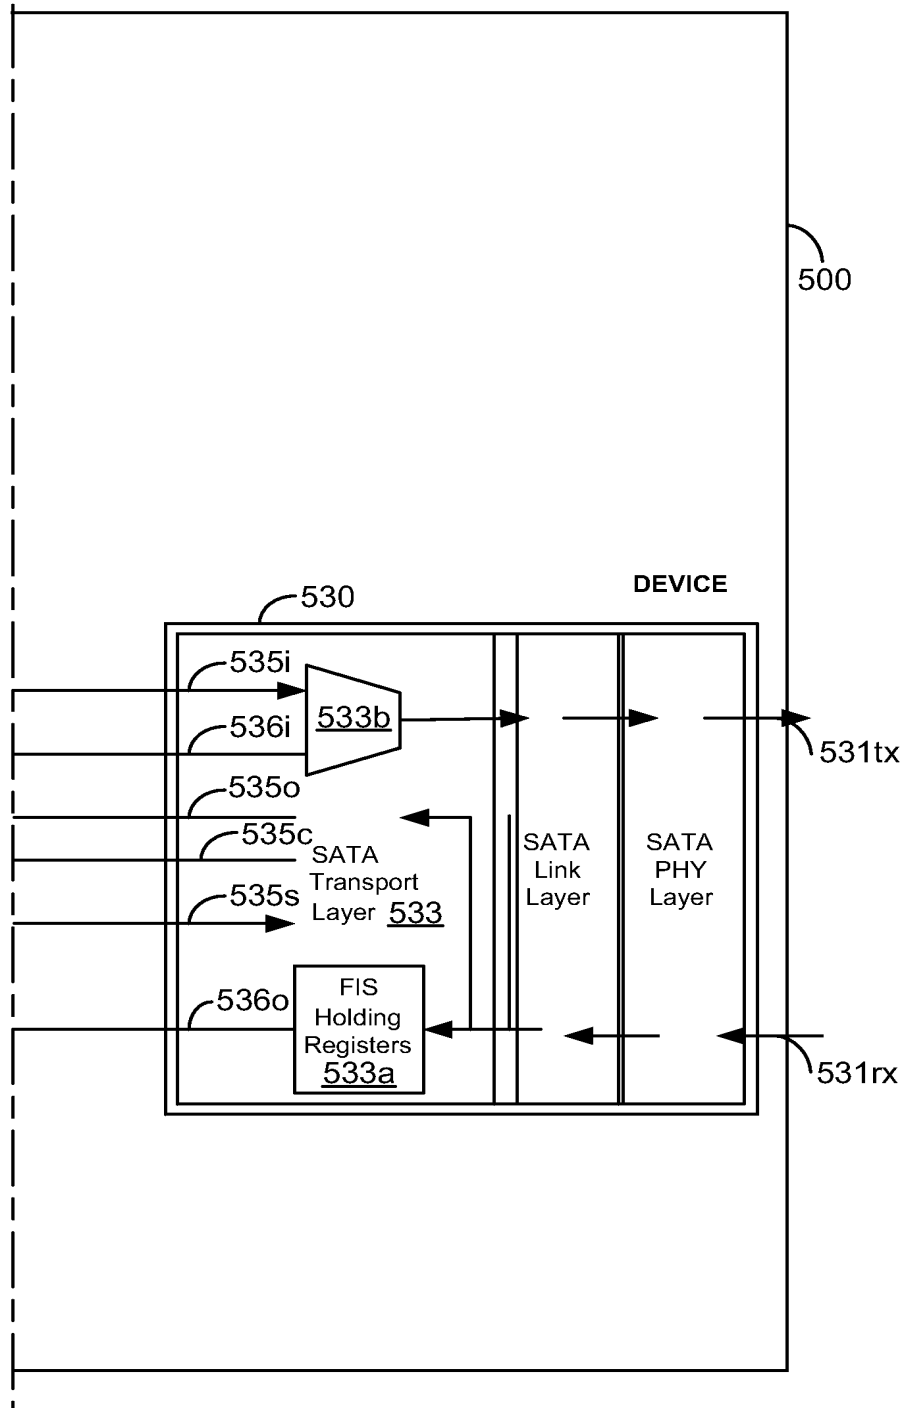 500
DEVICE
530
535i
533b
536i
531tx
535o
535c
SATA
Transport
Layer 533
SATA
Link
Layer
SATA
PHY
Layer
535s
536o
FIS
Holding
Registers
533a
531rx